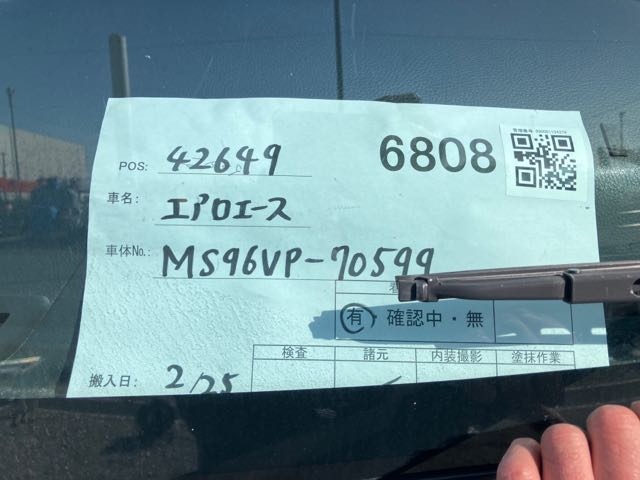 6808
POS: 42649
車名: エアロエース
車体No.: MS96VP-70599
有・確認中・無
検査 諸元 内装撮影 塗抹作業
搬入日: 2/25